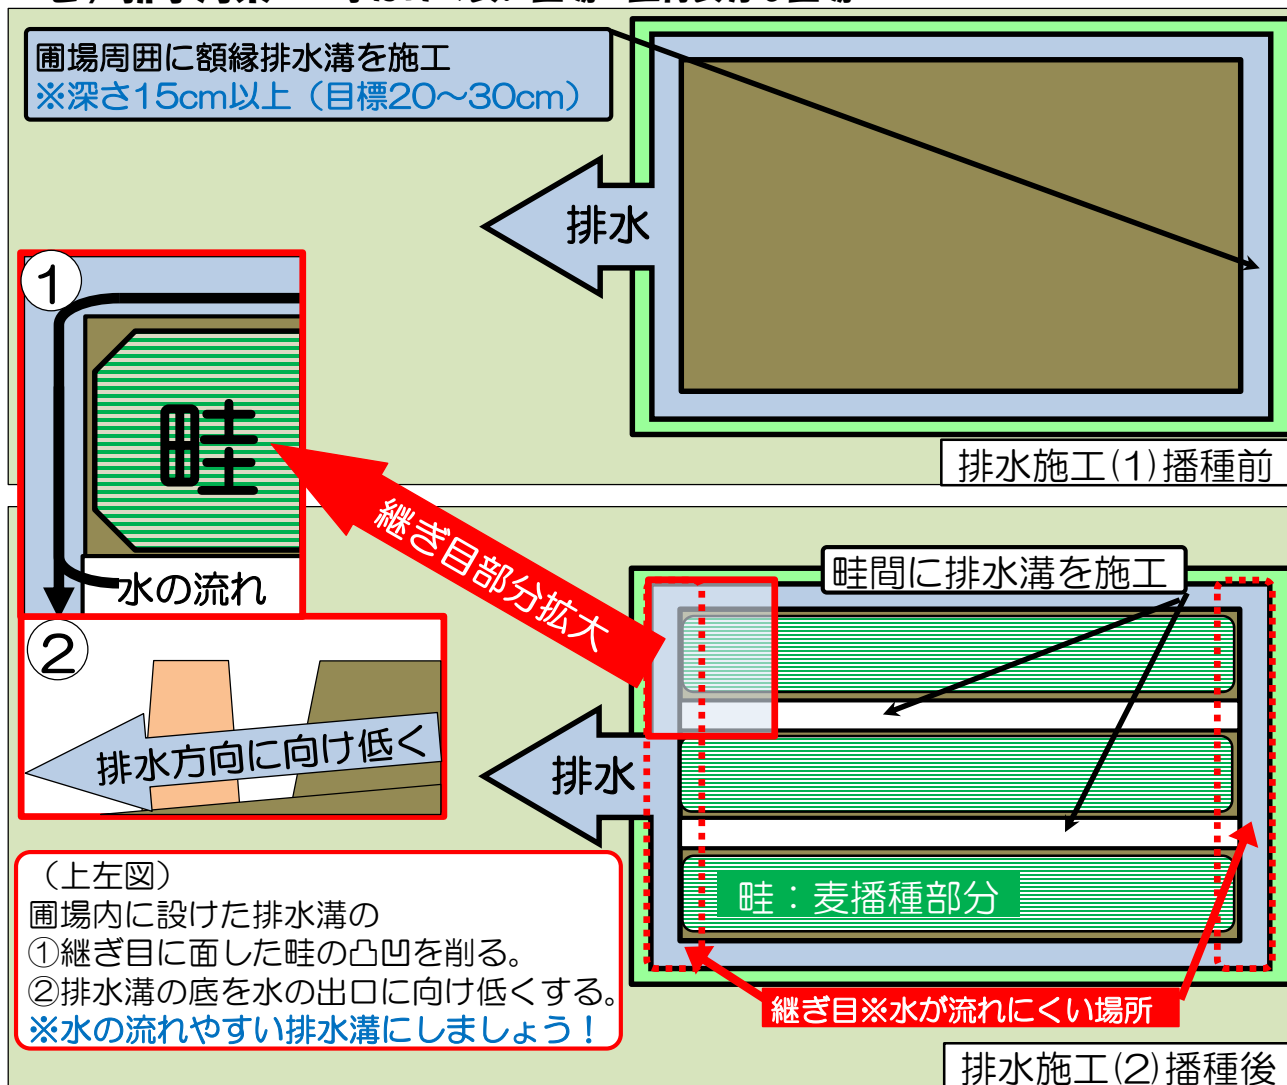 圃場周囲に額縁排水溝を施工
※深さ15cm以上（目標20～30cm）
排水
排水施工(1)播種前
①
畦
水の流れ
継ぎ目部分拡大
②
排水方向に向け低く
畦間に排水溝を施工
排水
畦：麦播種部分
継ぎ目※水が流れにくい場所
（上左図）
圃場内に設けた排水溝の
①継ぎ目に面した畦の凸凹を削る。
②排水溝の底を水の出口に向け低くする。
※水の流れやすい排水溝にしましょう！
排水施工(2)播種後